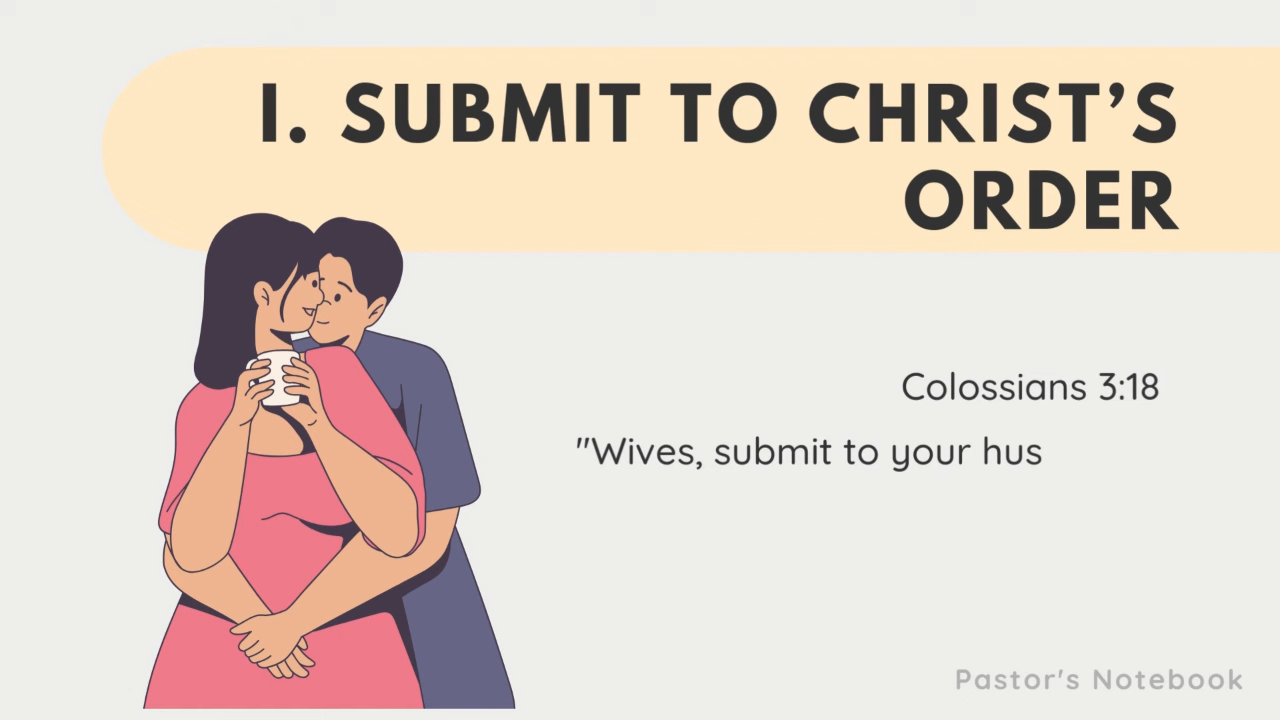 I. SUBMIT TO CHRIST’S
ORDER
Colossians 3:18
"Wives, submit to your hus
Pastor's Notebook